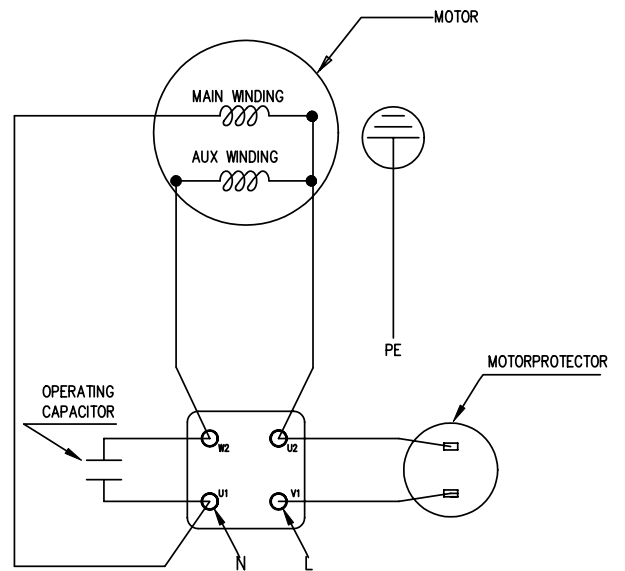 MOTOR
MAIN WINDING
AUX WINDING
PE
MOTORPROTECTOR
OPERATING
CAPACITOR
W2
U2
U1
V1
N
L